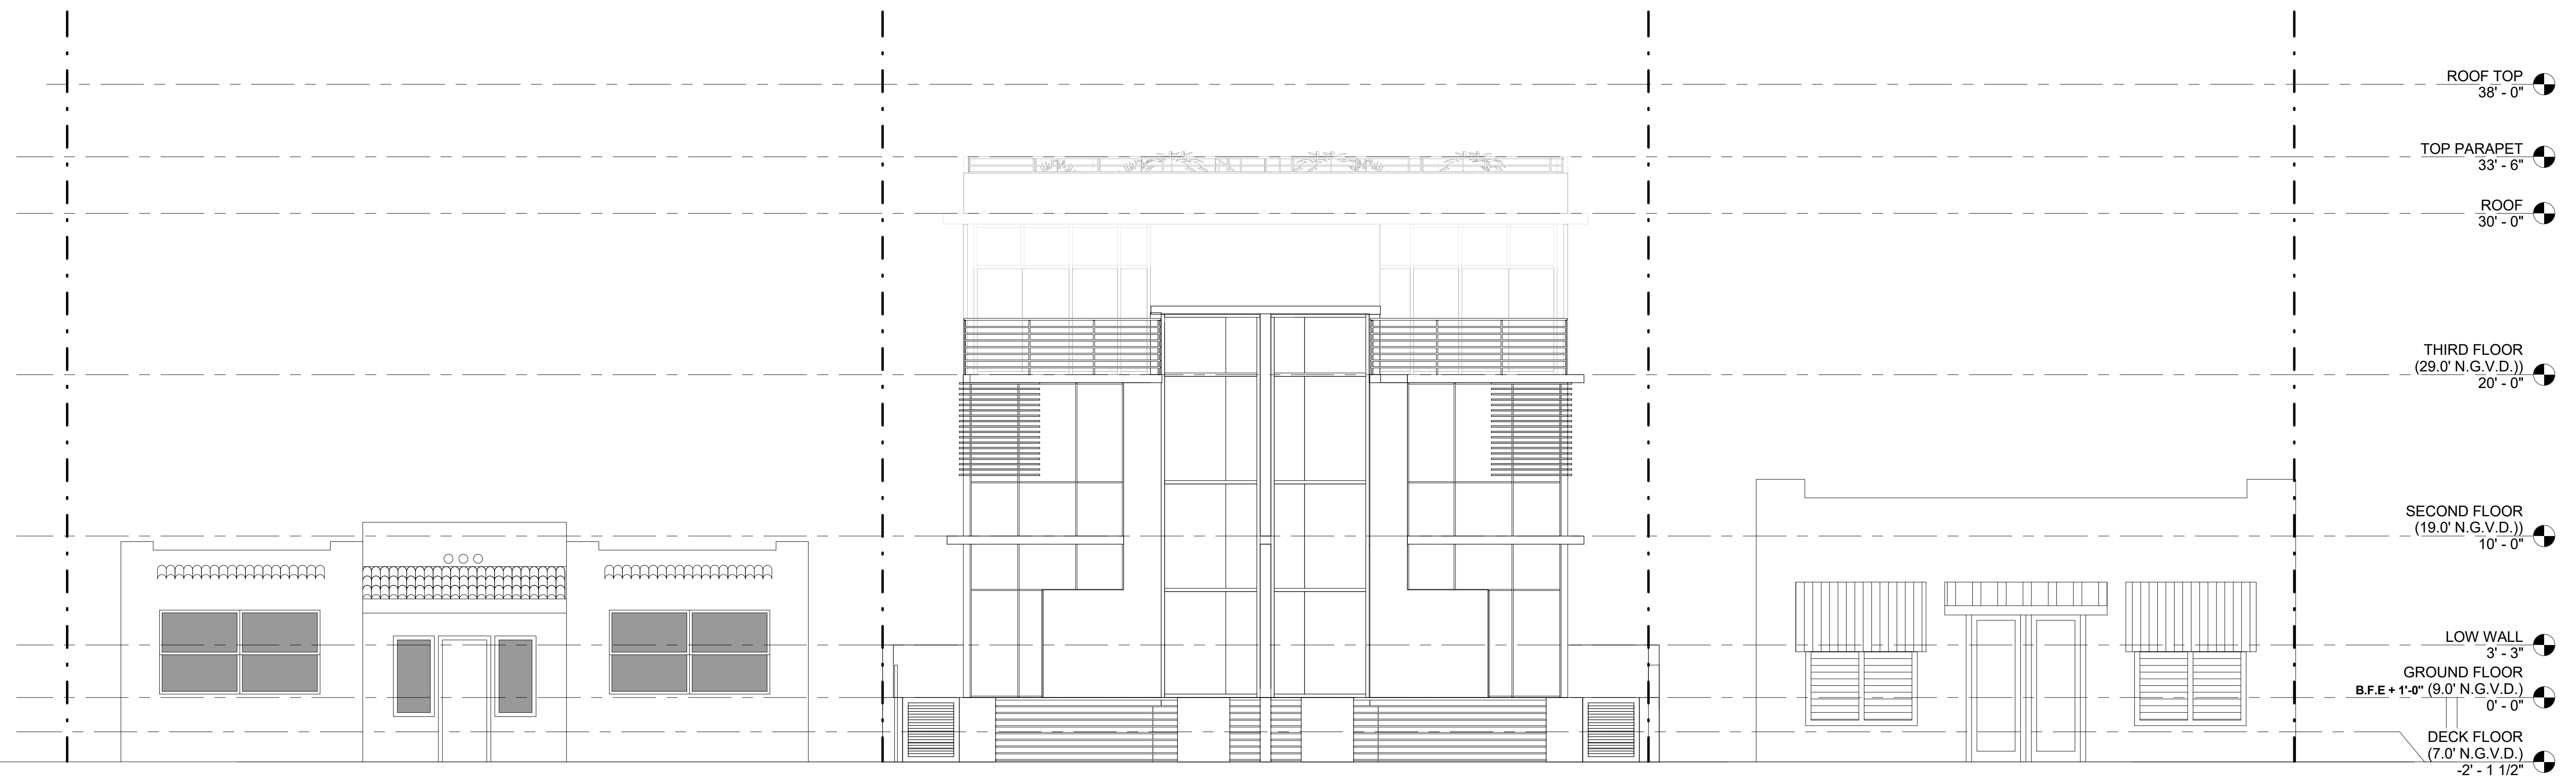 ROOF TOP
38' - 0"
TOP PARAPET
33' - 6"
ROOF
30' - 0"
THIRD FLOOR
(29.0' N.G.V.D.))
20' - 0"
SECOND FLOOR
(19.0' N.G.V.D.))
10' - 0"
LOW WALL
3' - 3"
GROUND FLOOR
B.F.E + 1'-0" (9.0' N.G.V.D.)
0' - 0"
DECK FLOOR
(7.0' N.G.V.D.)
-2' - 1 1/2"